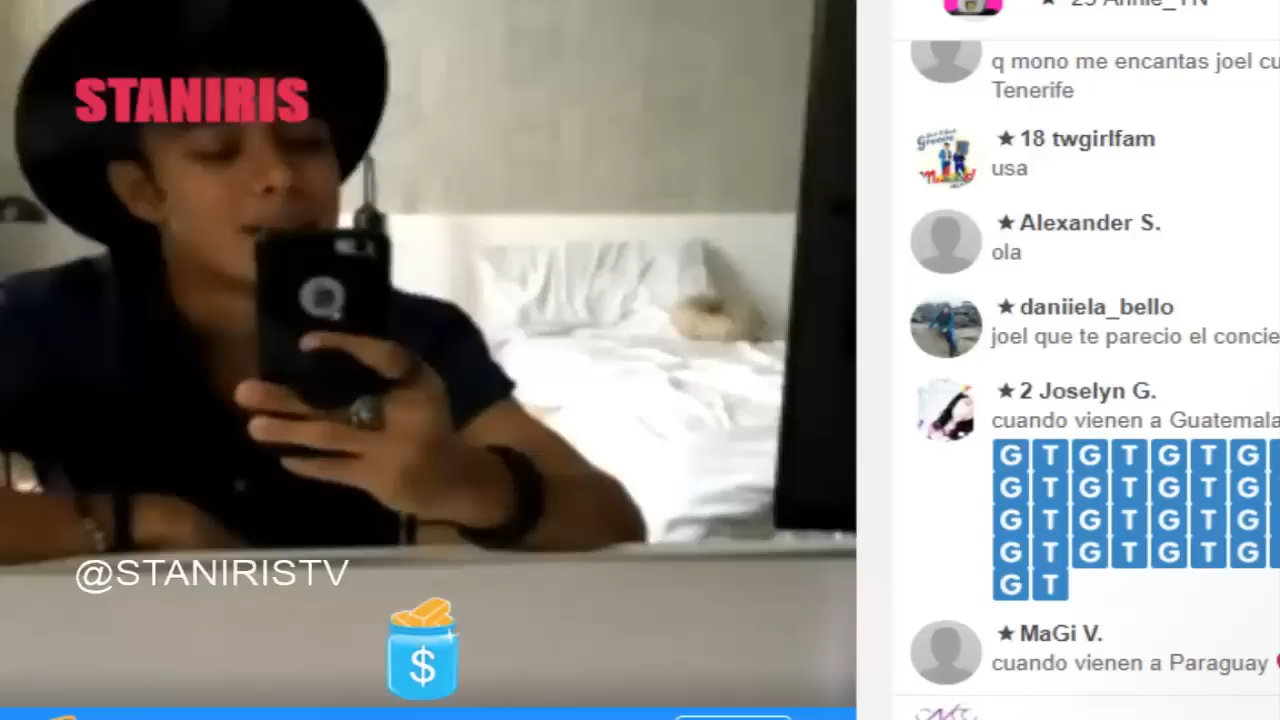 STANIRIS
@STANIRISTV
$
q mono me encantas joel cu
Tenerife
★ 18 twgirlfam
usa
★ Alexander S.
ola
★ daniiela_bello
joel que te parecio el concie
★ 2 Joselyn G.
cuando vienen a Guatemala
G T G T G T G
G T G T G T G
G T G T G T G
G T G T G T G
G T
★ MaGi V.
cuando vienen a Paraguay